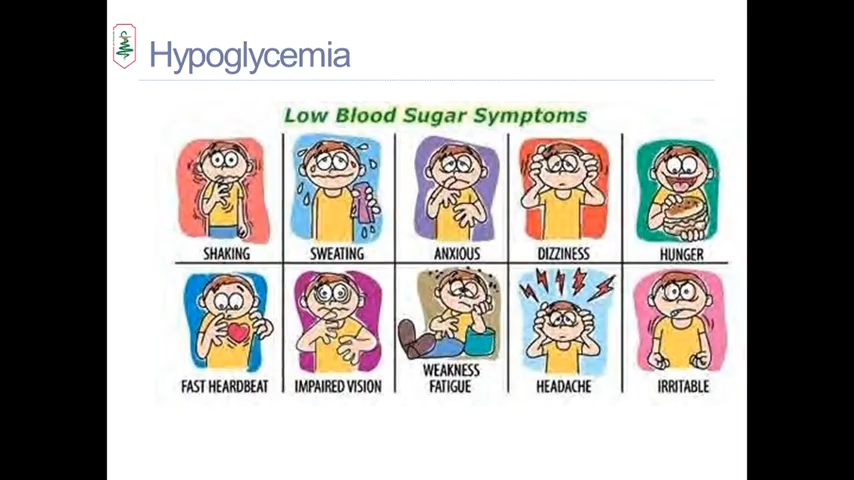 Hypoglycemia
Low Blood Sugar Symptoms
SHAKING
SWEATING
ANXIOUS
DIZZINESS
HUNGER
FAST HEARDBEAT
IMPAIRED VISION
WEAKNESS
FATIGUE
HEADACHE
IRRITABLE